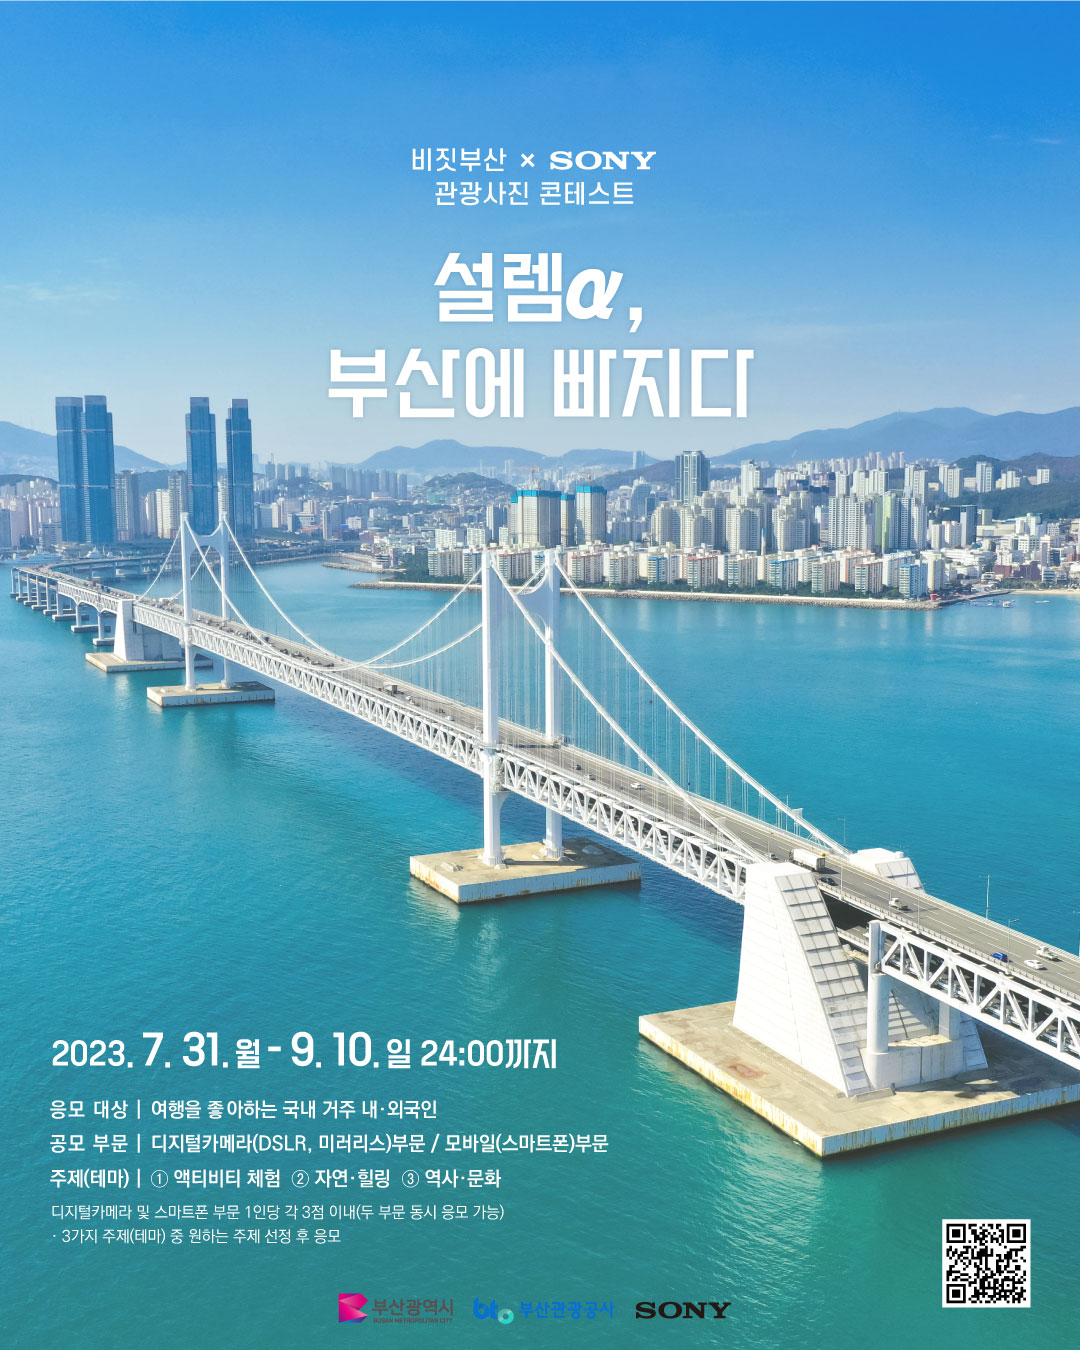 비짓부산 × SONY
관광사진 콘테스트
설렘α,
부산에 빠지다
2023. 7. 31. 월 - 9. 10. 일 24:00까지
응모 대상 | 여행을 좋아하는 국내 거주 내·외국인
공모 부문 | 디지털카메라(DSLR, 미러리스)부문 / 모바일(스마트폰)부문
주제(테마) | ① 액티비티 체험 ② 자연·힐링 ③ 역사·문화
디지털카메라 및 스마트폰 부문 1인당 각 3점 이내(두 부문 동시 응모 가능)
· 3가지 주제(테마) 중 원하는 주제 선정 후 응모
부산광역시
BUSAN METROPOLITAN CITY
bto 부산관광공사
SONY